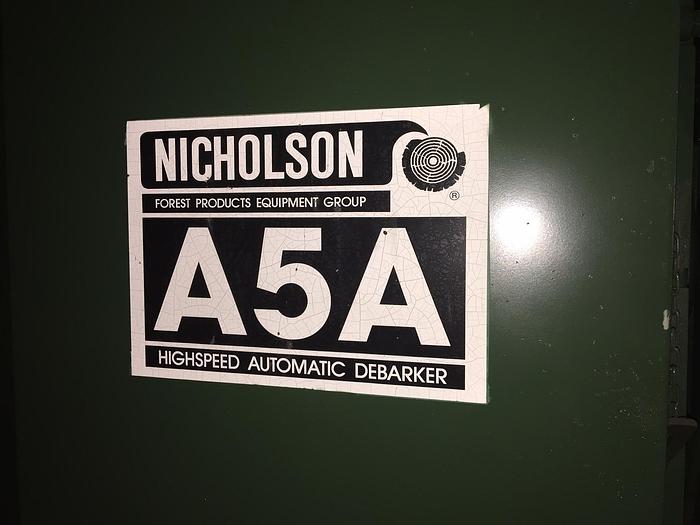 NICHOLSON
®
FOREST PRODUCTS EQUIPMENT GROUP
A5A
HIGHSPEED AUTOMATIC DEBARKER